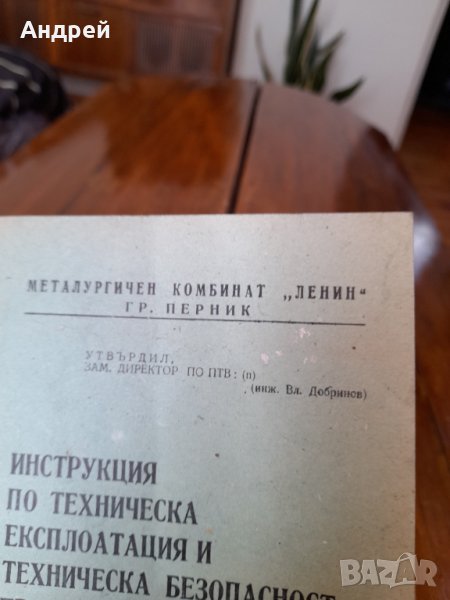 Андрей
МЕТАЛУРГИЧЕН КОМБИНАТ „ЛЕНИН“
ГР. ПЕРНИК
УТВЪРДИЛ,
ЗАМ. ДИРЕКТОР ПО ПТВ: (п)
(инж. Вл. Добринов)
ИНСТРУКЦИЯ
ПО ТЕХНИЧЕСКА
ЕКСПЛОАТАЦИЯ И
ТЕХНИЧЕСКА БЕЗОПАСНОСТ
BAZAR